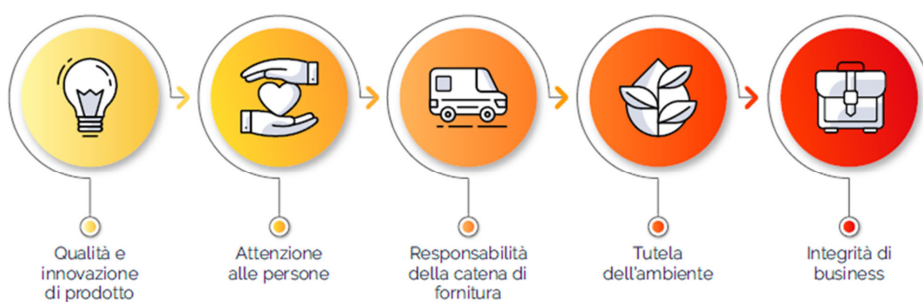 Qualità e
innovazione
di prodotto
Attenzione
alle persone
Responsabilità
della catena di
fornitura
Tutela
dell'ambiente
Integrità di
business